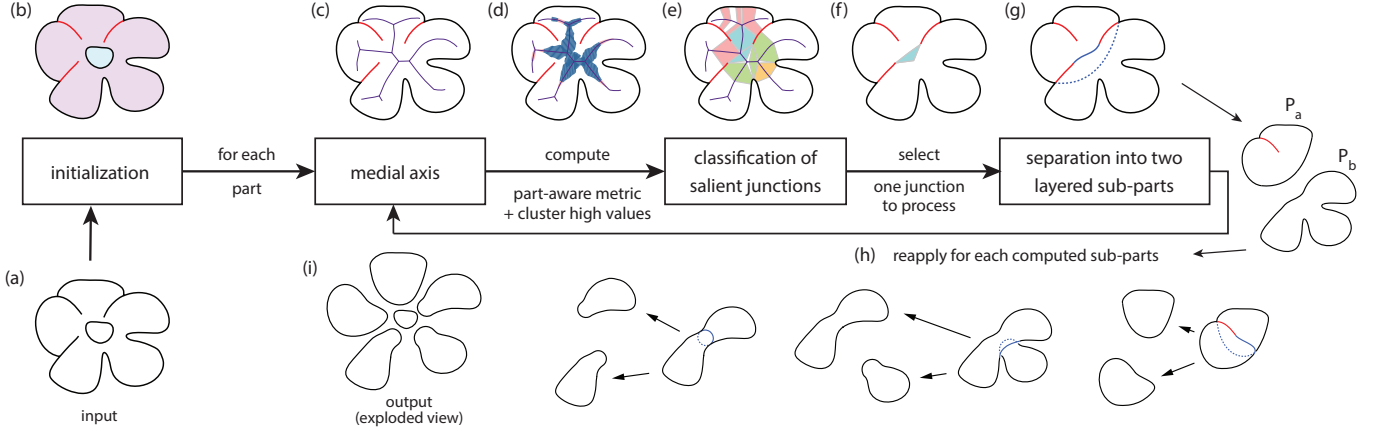 (b)
(c)
(d)
(e)
(f)
(g)
P_a
P_b
initialization
for each
part
medial axis
compute
part-aware metric
+ cluster high values
classification of
salient junctions
select
one junction
to process
separation into two
layered sub-parts
(h) reapply for each computed sub-parts
(a)
input
(i)
output
(exploded view)